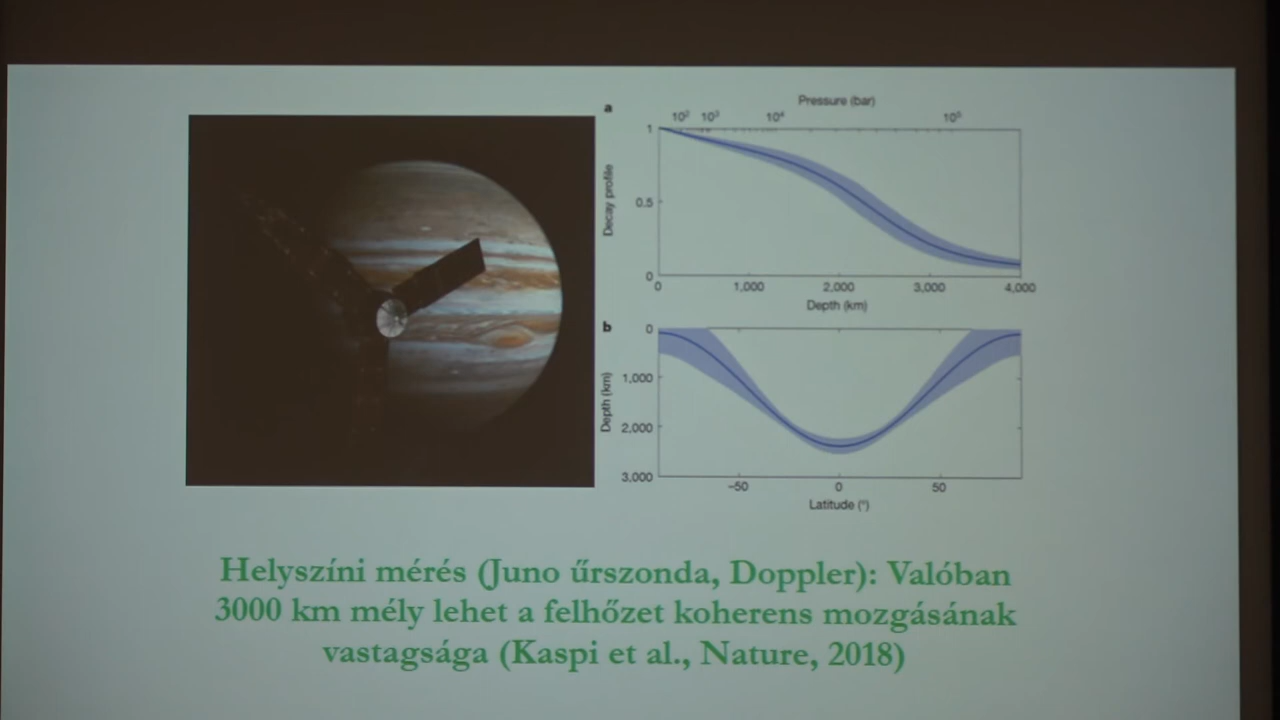 a
Pressure (bar)
10² 10³ 10⁴ 10⁵
Decay profile
1
0.5
0
0 1,000 2,000 3,000 4,000
Depth (km)
b
Depth (km)
0
1,000
2,000
3,000
−50 0 50
Latitude (°)
Helyszíni mérés (Juno űrszonda, Doppler): Valóban
3000 km mély lehet a felhőzet koherens mozgásának
vastagsága (Kaspi et al., Nature, 2018)